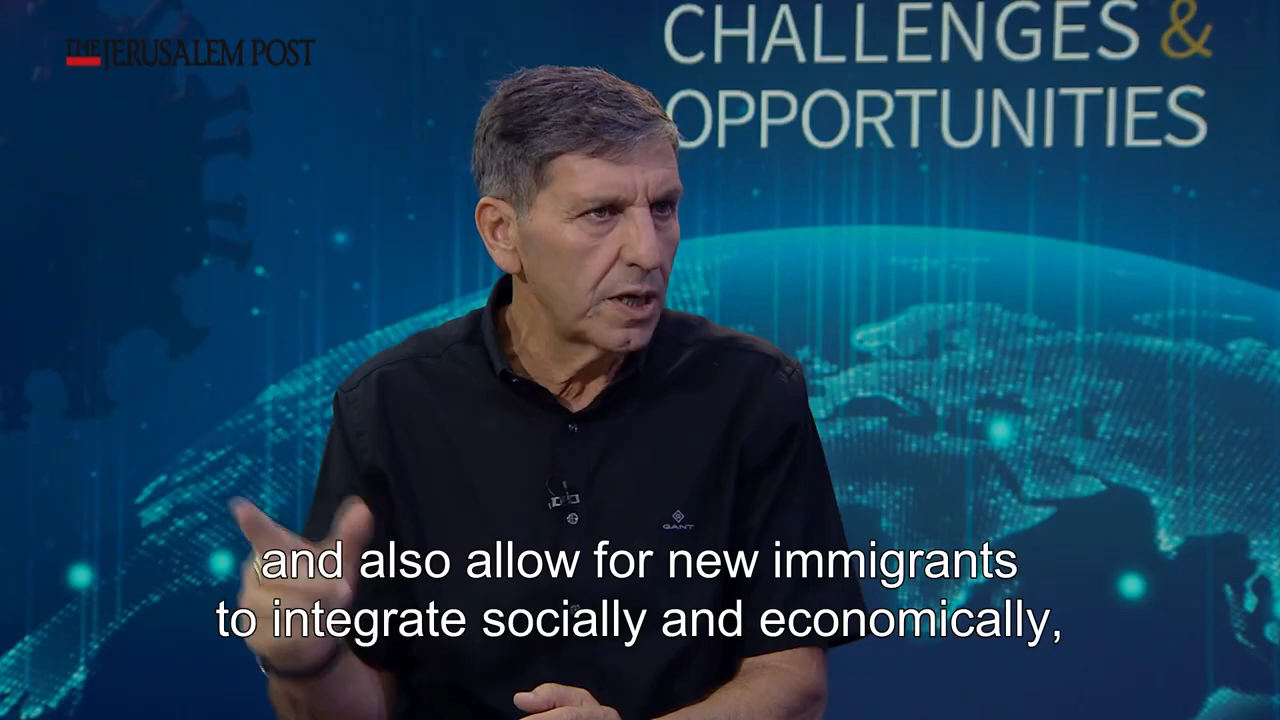 THE JERUSALEM POST
CHALLENGES &
OPPORTUNITIES
GANT
and also allow for new immigrants
to integrate socially and economically,